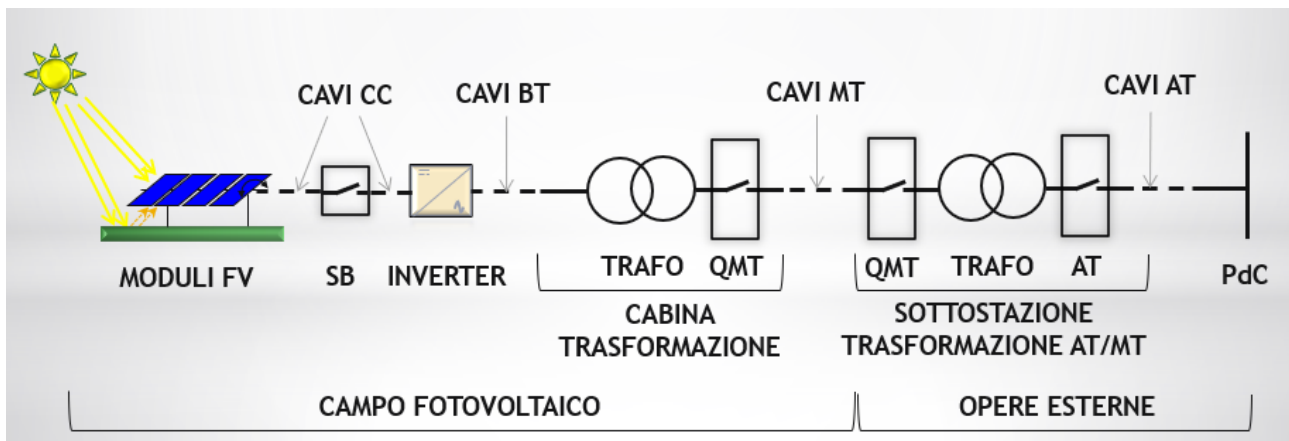 CAVI CC
CAVI BT
CAVI MT
CAVI AT
MODULI FV
SB
INVERTER
TRAFO
QMT
QMT
TRAFO
AT
PdC
CABINA
TRASFORMAZIONE
SOTTOSTAZIONE
TRASFORMAZIONE AT/MT
CAMPO FOTOVOLTAICO
OPERE ESTERNE